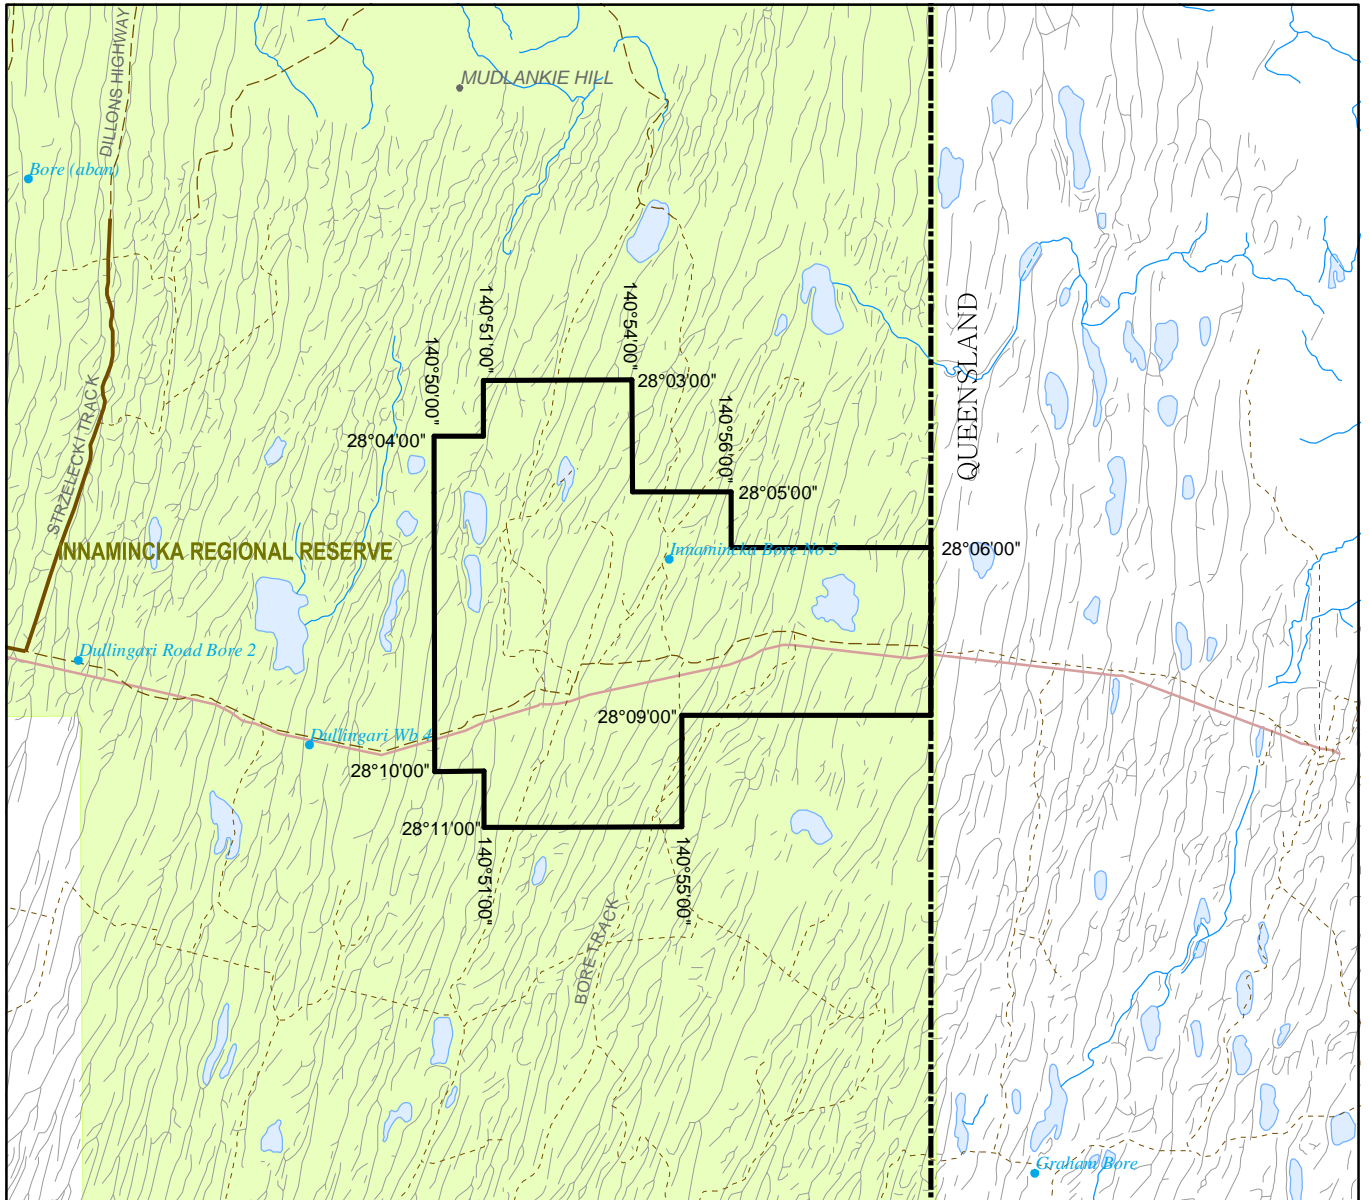 DILLONS HIGHWAY
MUDLANKIE HILL
Bore (aban)
140°51'00"
140°54'00"
QUEENSLAND
140°50'00"
28°03'00"
STRZELECKI TRACK
140°56'00"
28°04'00"
28°05'00"
INNAMINCKA REGIONAL RESERVE
Innamincka Bore No 3
28°06'00"
Dullingari Road Bore 2
28°09'00"
Dullingari Wb 4
28°10'00"
28°11'00"
140°51'00"
140°55'00"
BORE TRACK
Graham Bore